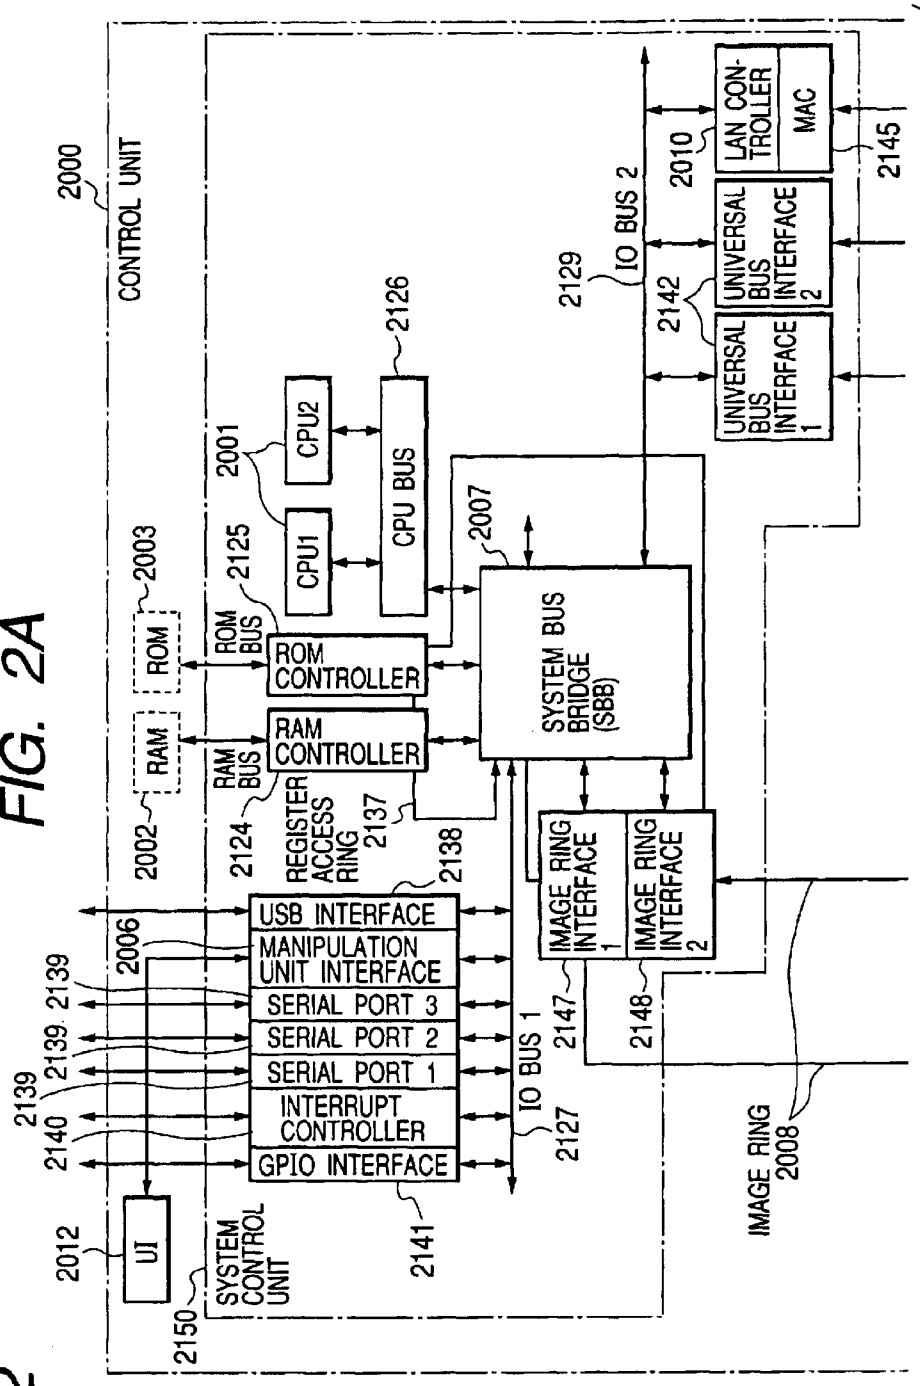 FIG. 2A
2000
CONTROL UNIT
2012
UI
2002
RAM
2003
ROM
2150
SYSTEM
CONTROL
UNIT
2140
2139
2139
2139
2006
GPIO INTERFACE
INTERRUPT
CONTROLLER
SERIAL PORT 1
SERIAL PORT 2
SERIAL PORT 3
MANIPULATION
UNIT INTERFACE
USB INTERFACE
2141
2138
RAM BUS
2124
RAM
CONTROLLER
ROM
BUS
2125
ROM
CONTROLLER
REGISTER
ACCESS
RING
2137
2001
CPU1
CPU2
CPU BUS
2126
2007
SYSTEM BUS
BRIDGE
(SBB)
IO BUS 1
2127
2129
IO BUS 2
2147
IMAGE RING
INTERFACE
1
2148
IMAGE RING
INTERFACE
2
2142
UNIVERSAL
BUS
INTERFACE
1
UNIVERSAL
BUS
INTERFACE
2
2010
LAN CON-
TROLLER
MAC
2145
IMAGE RING
2008